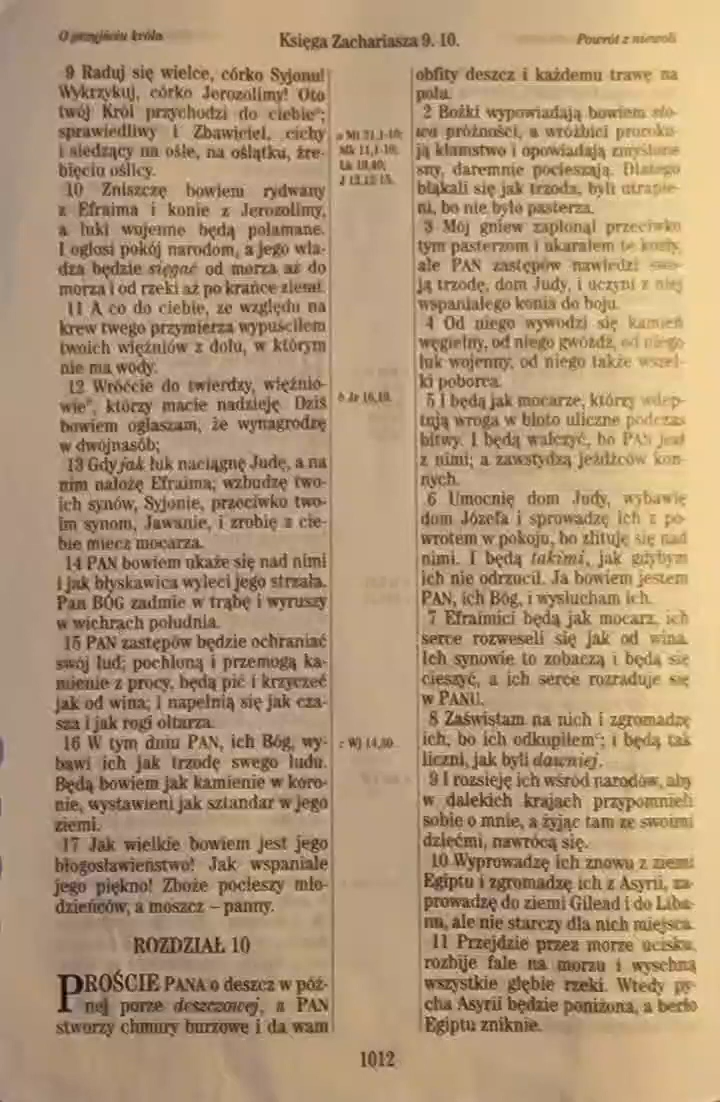 O przyjściu króla
Księga Zachariasza 9. 10.
Powrót z niewoli
9 Raduj się wielce, córko Syjonu!
Wykrzykuj, córko Jerozolimy! Oto
twój Król przychodzi do ciebie;
sprawiedliwy i Zbawiciel, cichy
i siedzący na ośle, na oślątku, źre-
bięciu oślicy.
10 Zniszczę bowiem rydwany
z Efraima i konie z Jerozolimy,
a łuki wojenne będą połamane.
I ogłosi pokój narodom, a jego wła-
dza będzie sięgać od morza aż do
morza i od rzeki aż po krańce ziemi.
11 A co do ciebie, ze względu na
krew twego przymierza wypuściłem
twoich więźniów z dołu, w którym
nie ma wody.
12 Wróćcie do twierdzy, więźnio-
wie, którzy macie nadzieję. Dziś
bowiem ogłaszam, że wynagrodzę
w dwójnasób;
13 Gdy jak łuk naciągnę Judę, a na
nim nałożę Efraima; wzbudzę two-
ich synów, Syjonie, przeciwko two-
im synom, Jawanie, i zrobię z cie-
bie miecz mocarza.
14 PAN bowiem ukaże się nad nimi
i jak błyskawica wyleci jego strzała.
Pan BÓG zadmie w trąbę i wyruszy
w wichrach południa.
15 PAN zastępów będzie ochraniać
swój lud; pochłoną i przemogą ka-
mienie z procy, będą pić i krzyczeć
jak od wina; i napełnią się jak cza-
sza i jak rogi ołtarza.
16 W tym dniu PAN, ich Bóg, wy-
bawi ich jak trzodę swego ludu.
Będą bowiem jak kamienie w koro-
nie, wystawieni jak sztandar w jego
ziemi.
17 Jak wielkie bowiem jest jego
błogosławieństwo! Jak wspaniałe
jego piękno! Zboże pocieszy mło-
dzieńców, a moszcz – panny.
ROZDZIAŁ 10
PROŚCIE PANA o deszcz w póź-
nej porze deszczowej, a PAN
stworzy chmury burzowe i da wam
a Mt 21,1-10;
Mk 11,1-10;
Łk 19,40;
J 12,12-15.
obfity deszcz i każdemu trawę na
polu.
2 Bożki wypowiadają bowiem sło-
wa próżności, a wróżbici proroku-
ją kłamstwo i opowiadają zmyślone
sny, daremnie pocieszają. Dlatego
błąkali się jak trzoda, byli utrapie-
ni, bo nie było pasterza.
3 Mój gniew zapłonął przeciwko
tym pasterzom i ukarałem te kozły,
ale PAN zastępów nawiedzi swo-
ją trzodę, dom Judy, i uczyni z niej
wspaniałego konia do boju.
4 Od niego wywodzi się kamień
węgielny, od niego gwóźdź, od niego
łuk wojenny, od niego także wszel-
ki poborca.
5 I będą jak mocarze, którzy wdep-
tują wroga w błoto uliczne podczas
bitwy. I będą walczyć, bo PAN jest
z nimi; a zawstydzą jeźdźców kon-
nych.
6 Umocnię dom Judy, wybawię
dom Józefa i sprowadzę ich z po-
wrotem w pokoju, bo zlituję się nad
nimi. I będą takimi, jak gdybym
ich nie odrzucił. Ja bowiem jestem
PAN, ich Bóg, i wysłucham ich.
7 Efraimici będą jak mocarz, ich
serce rozweseli się jak od wina.
Ich synowie to zobaczą i będą się
cieszyć, a ich serce rozraduje się
w PANU.
8 Zaświstam na nich i zgromadzę
ich, bo ich odkupiłem; i będą tak
liczni, jak byli dawniej.
9 I rozsieję ich wśród narodów, aby
w dalekich krajach przypomnieli
sobie o mnie, a żyjąc tam ze swoimi
dziećmi, nawrócą się.
10 Wyprowadzę ich znowu z ziemi
Egiptu i zgromadzę ich z Asyrii, za-
prowadzę do ziemi Gilead i do Liba-
nu, ale nie starczy dla nich miejsca.
11 Przejdzie przez morze ucisku,
rozbije fale na morzu i wyschną
wszystkie głębie rzeki. Wtedy py-
cha Asyrii będzie poniżona, a berło
Egiptu zniknie.
1012